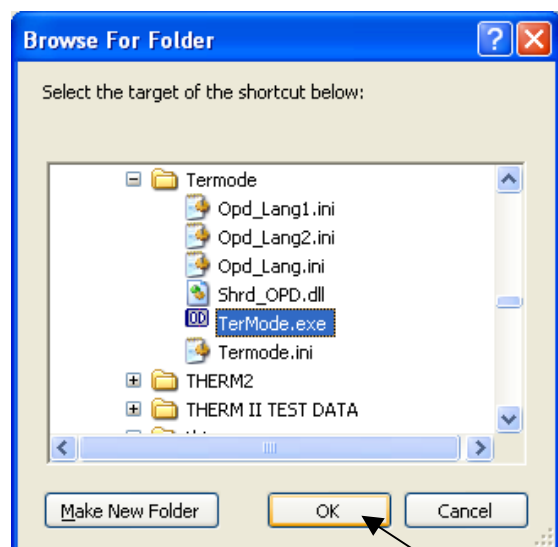 Browse For Folder
Select the target of the shortcut below:
Termode
Opd_Lang1.ini
Opd_Lang2.ini
Opd_Lang.ini
Shrd_OPD.dll
OD TerMode.exe
Termode.ini
THERM2
THERM II TEST DATA
Make New Folder OK Cancel